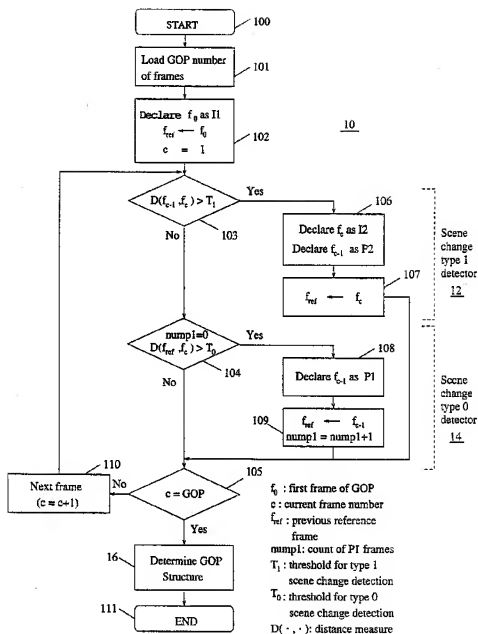 START
100
Load GOP number
of frames
101
Declare f0 as I1
fref ← f0
c = 1
102
10
D(fc-1 ,fc) > T1
Yes
103
No
106
Declare fc as I2
Declare fc-1 as P2
107
fref ← fc
Scene
change
type 1
detector
12
nump1=0
D(fref ,fc) > T0
Yes
104
No
108
Declare fc-1 as P1
109
fref ← fc-1
nump1 = nump1+1
Scene
change
type 0
detector
14
110
Next frame
(c = c+1)
No
105
c = GOP
Yes
16
Determine GOP
Structure
111
END
f0 : first frame of GOP
c : current frame number
fref : previous reference
frame
nump1: count of P1 frames
T1 : threshold for type 1
scene change detection
T0 : threshold for type 0
scene change detection
D( · , · ): distance measure